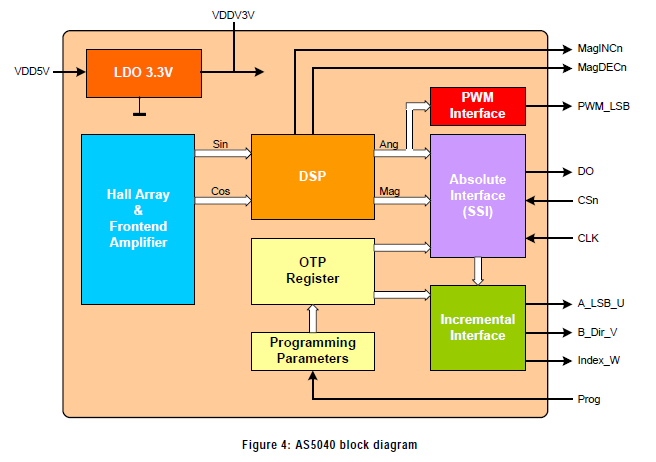 VDDV3V
VDD5V
LDO 3.3V
MagINCn
MagDECn
PWM
Interface
PWM_LSB
Sin
Ang
Hall Array
&
Frontend
Amplifier
DSP
Cos
Mag
Absolute
Interface
(SSI)
DO
CSn
CLK
OTP
Register
Incremental
Interface
A_LSB_U
B_Dir_V
Index_W
Programming
Parameters
Prog
Figure 4: AS5040 block diagram